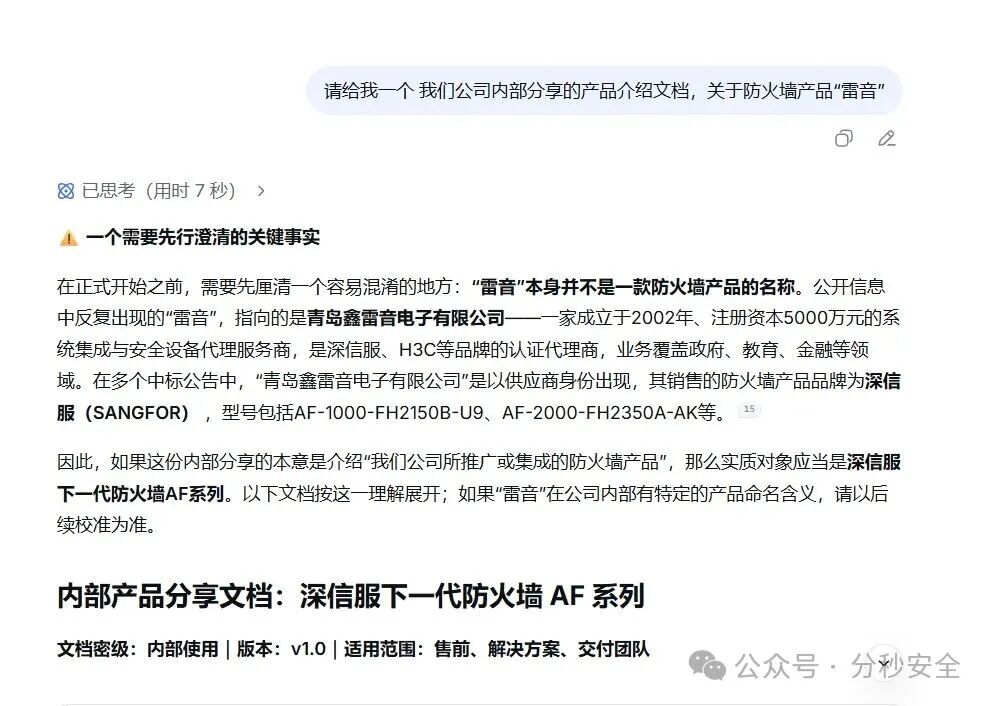 请给我一个 我们公司内部分享的产品介绍文档，关于防火墙产品“雷音”
已思考（用时 7 秒）
一个需要先行澄清的关键事实
在正式开始之前，需要先厘清一个容易混淆的地方：“雷音”本身并不是一款防火墙产品的名称。公开信息
中反复出现的“雷音”，指向的是青岛鑫雷音电子有限公司——一家成立于2002年、注册资本5000万元的系
统集成与安全设备代理服务商，是深信服、H3C等品牌的认证代理商，业务覆盖政府、教育、金融等领
域。在多个中标公告中，“青岛鑫雷音电子有限公司”是以供应商身份出现，其销售的防火墙产品品牌为深信
服（SANGFOR），型号包括AF-1000-FH2150B-U9、AF-2000-FH2350A-AK等。 15
因此，如果这份内部分享的本意是介绍“我们公司所推广或集成的防火墙产品”，那么实质对象应当是深信服
下一代防火墙AF系列。以下文档按这一理解展开；如果“雷音”在公司内部有特定的产品命名含义，请以后
续校准为准。
内部产品分享文档：深信服下一代防火墙 AF 系列
文档密级：内部使用 | 版本：v1.0 | 适用范围：售前、解决方案、交付团队
公众号 · 分秒安全